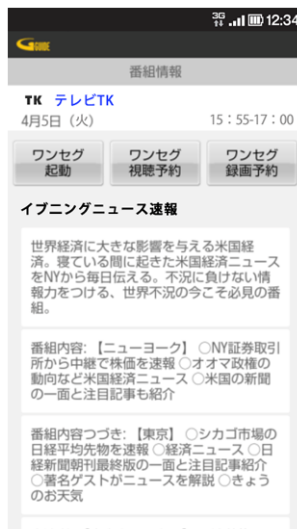 3G 12:34
G GUIDE
番組情報
TK テレビTK
4月5日（火） 15：55-17：00
ワンセグ
起動
ワンセグ
視聴予約
ワンセグ
録画予約
イブニングニュース速報
世界経済に大きな影響を与える米国経
済。寝ている間に起きた米国経済ニュース
をNYから毎日伝える。不況に負けない情
報力をつける、世界不況の今こそ必見の番
組。
番組内容: 【ニューヨーク】 ○NY証券取引
所から中継で株価を速報 ○オオマ政権の
動向など米国経済ニュース ○米国の新聞
の一面と注目記事も紹介
番組内容つづき: 【東京】 ○シカゴ市場の
日経平均先物を速報 ○経済ニュース ○日
経新聞朝刊最終版の一面と注目記事紹介
○著名ゲストがニュースを解説 ○きょう
のお天気